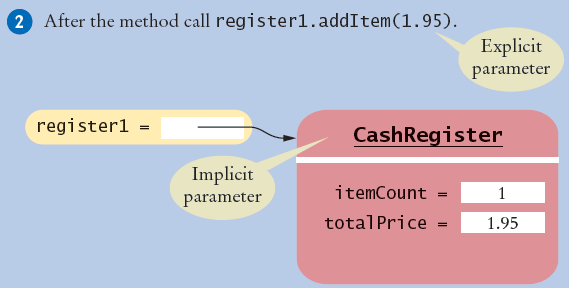 2 After the method call register1.addItem(1.95).
Explicit
parameter
register1 =
CashRegister
Implicit
parameter
itemCount = 1
totalPrice = 1.95